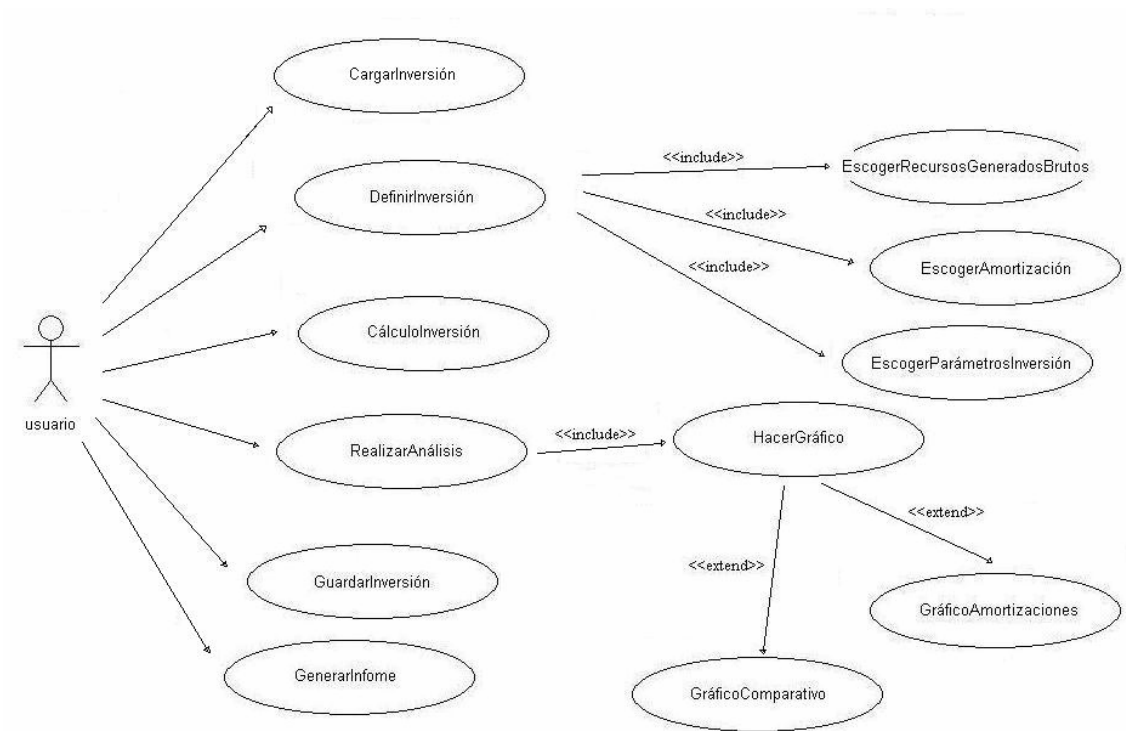 CargarInversión
<<include>>
EscogerRecursosGeneradosBrutos
DefinirInversión
<<include>>
<<include>>
EscogerAmortización
CálculoInversión
EscogerParámetrosInversión
usuario
RealizarAnálisis
<<include>>
HacerGráfico
<<extend>>
<<extend>>
GuardarInversión
GráficoAmortizaciones
GenerarInfome
GráficoComparativo